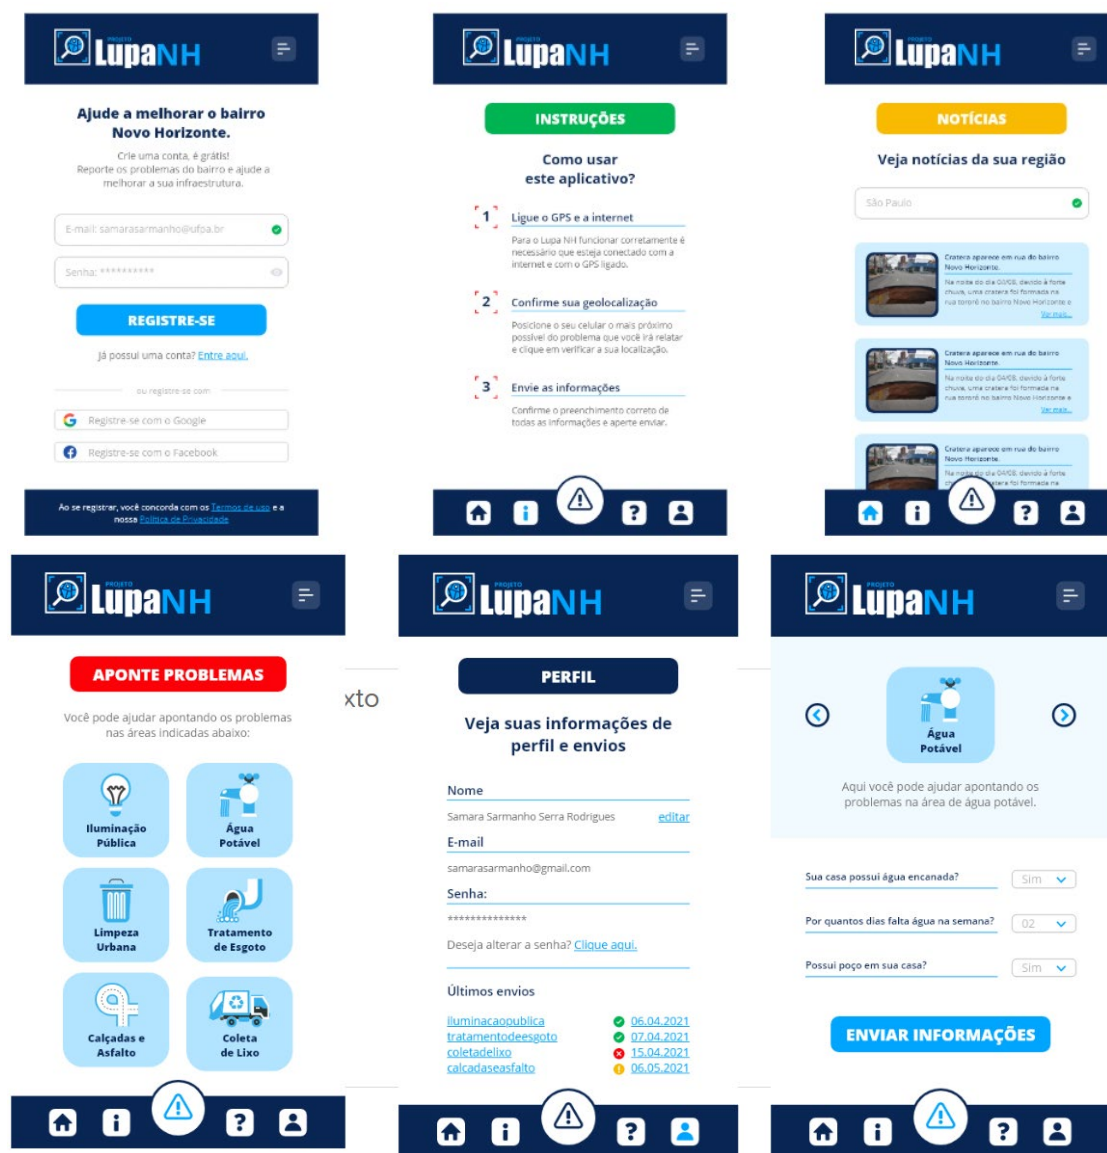 PROJETO
LupaNH
Ajude a melhorar o bairro
Novo Horizonte.
Crie uma conta, é grátis!
Reporte os problemas do bairro e ajude a
melhorar a sua infraestrutura.
E-mail: samarasarmanho@ufpa.br
Senha: **********
REGISTRE-SE
Já possui uma conta? Entre aqui.
ou registre-se com
Registre-se com o Google
Registre-se com o Facebook
Ao se registrar, você concorda com os Termos de uso e a
nossa Política de Privacidade
PROJETO
LupaNH
INSTRUÇÕES
Como usar
este aplicativo?
1 Ligue o GPS e a internet
Para o Lupa NH funcionar corretamente é
necessário que esteja conectado com a
internet e com o GPS ligado.
2 Confirme sua geolocalização
Posicione o seu celular o mais próximo
possível do problema que você irá relatar
e clique em verificar a sua localização.
3 Envie as informações
Confirme o preenchimento correto de
todas as informações e aperte enviar.
i ?
PROJETO
LupaNH
NOTÍCIAS
Veja notícias da sua região
São Paulo
Cratera aparece em rua do bairro
Novo Horizonte.
Na noite do dia 03/08, devido à forte
chuva, uma cratera foi formada na
rua tororó no bairro Novo Horizonte e
Ver mais...
Cratera aparece em rua do bairro
Novo Horizonte.
Na noite do dia 04/08, devido à forte
chuva, uma cratera foi formada na
rua tororó no bairro Novo Horizonte e
Ver mais...
Cratera aparece em rua do bairro
Novo Horizonte.
Na noite do dia 04/08, devido à forte
chuva, uma cratera foi formada na
i ?
PROJETO
LupaNH
APONTE PROBLEMAS
Você pode ajudar apontando os problemas
nas áreas indicadas abaixo:
Iluminação
Pública
Água
Potável
Limpeza
Urbana
Tratamento
de Esgoto
Calçadas e
Asfalto
Coleta
de Lixo
i ?
xto
PROJETO
LupaNH
PERFIL
Veja suas informações de
perfil e envios
Nome
Samara Sarmanho Serra Rodrigues editar
E-mail
samarasarmanho@gmail.com
Senha:
**************
Deseja alterar a senha? Clique aqui.
Últimos envios
iluminacaopublica 06.04.2021
tratamentodeesgoto 07.04.2021
coletadelixo 15.04.2021
calcadaseasfalto 06.05.2021
i ?
PROJETO
LupaNH
Água
Potável
Aqui você pode ajudar apontando os
problemas na área de água potável.
Sua casa possui água encanada? Sim
Por quantos dias falta água na semana? 02
Possui poço em sua casa? Sim
ENVIAR INFORMAÇÕES
i ?